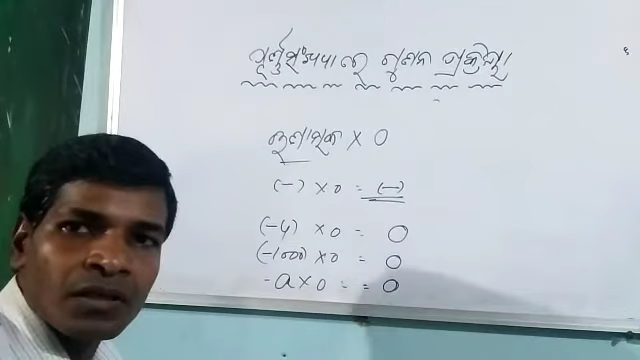 ପୂର୍ଣ୍ଣସଂଖ୍ୟାରେ ଗୁଣନ ପ୍ରକ୍ରିୟା
ଋଣାତ୍ମକ × 0
(-) × 0 = (-)
(-4) × 0 = 0
(-1000) × 0 = 0
-a × 0 = = 0